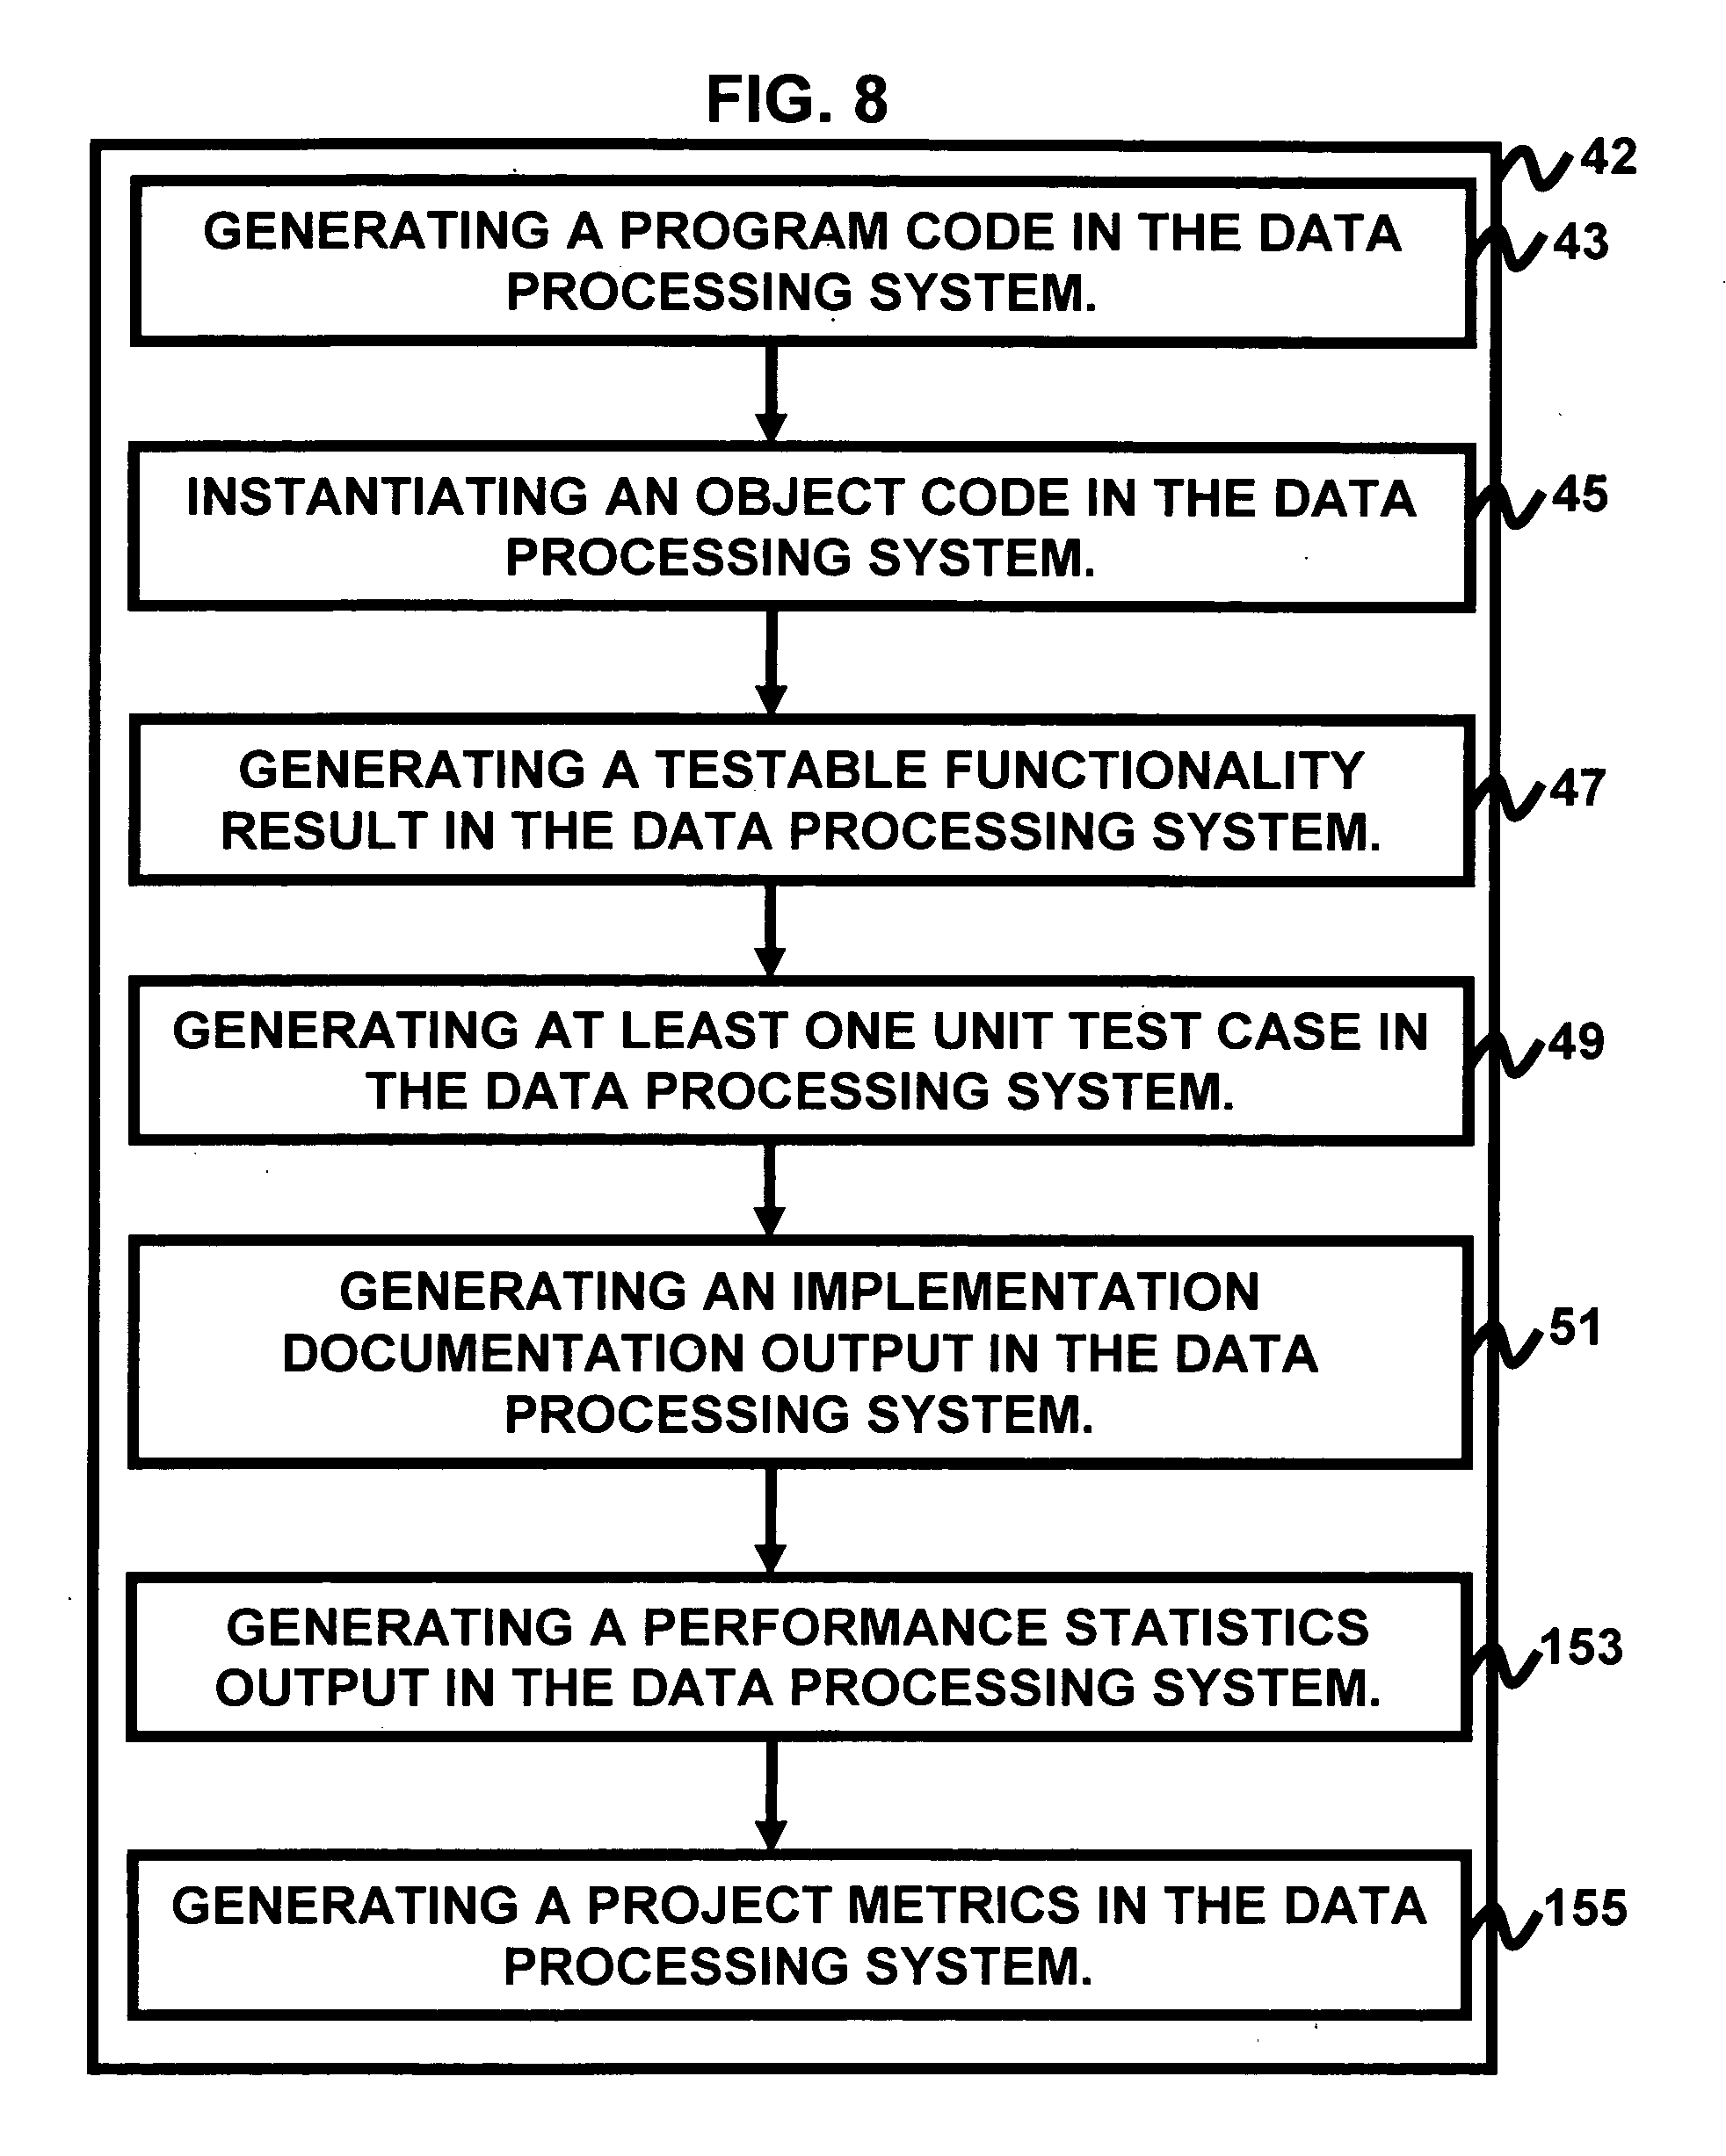 FIG. 8
42
GENERATING A PROGRAM CODE IN THE DATA
PROCESSING SYSTEM.
43
INSTANTIATING AN OBJECT CODE IN THE DATA
PROCESSING SYSTEM.
45
GENERATING A TESTABLE FUNCTIONALITY
RESULT IN THE DATA PROCESSING SYSTEM.
47
GENERATING AT LEAST ONE UNIT TEST CASE IN
THE DATA PROCESSING SYSTEM.
49
GENERATING AN IMPLEMENTATION
DOCUMENTATION OUTPUT IN THE DATA
PROCESSING SYSTEM.
51
GENERATING A PERFORMANCE STATISTICS
OUTPUT IN THE DATA PROCESSING SYSTEM.
153
GENERATING A PROJECT METRICS IN THE DATA
PROCESSING SYSTEM.
155